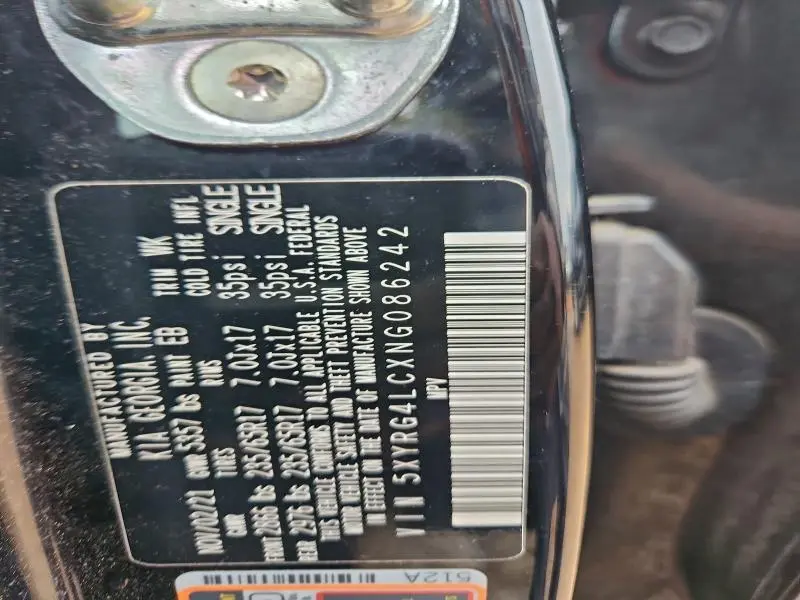 MANUFACTURED BY
KIA GEORGIA, INC.
NOV/02/21 GVWR 5357 LBS PAINT EB TRIM WK
GAWR TIRES RIMS COLD TIRE INFL
FRONT 2866 LBS 235/65R17 7.0Jx17 35psi SINGLE
REAR 2976 LBS 235/65R17 7.0Jx17 35psi SINGLE
THIS VEHICLE CONFORMS TO ALL APPLICABLE U.S.A. FEDERAL
MOTOR VEHICLE SAFETY AND THEFT PREVENTION STANDARDS
IN EFFECT ON THE DATE OF MANUFACTURE SHOWN ABOVE
VIN 5XYRG4LCXNG086242
MPV
512A